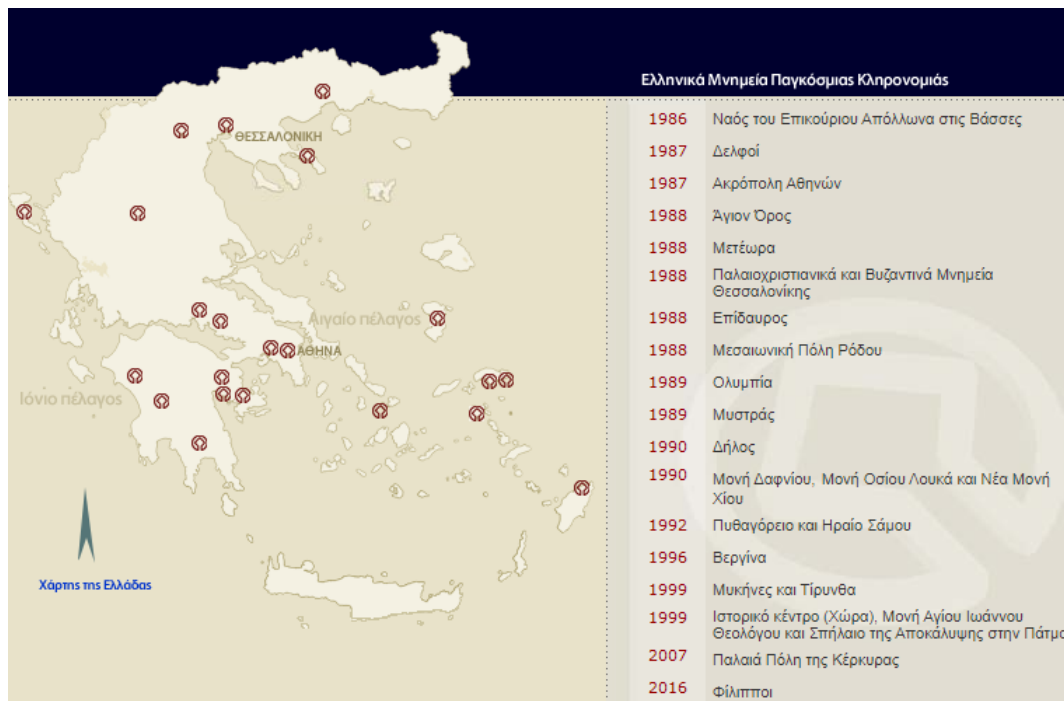 Ελληνικά Μνημεία Παγκόσμιας Κληρονομιάς
ΘΕΣΣΑΛΟΝΙΚΗ
Αιγαίο πέλαγος
ΑΘΗΝΑ
Ιόνιο πέλαγος
Χάρτης της Ελλάδας
1986 Ναός του Επικούριου Απόλλωνα στις Βάσσες
1987 Δελφοί
1987 Ακρόπολη Αθηνών
1988 Άγιον Όρος
1988 Μετέωρα
1988 Παλαιοχριστιανικά και Βυζαντινά Μνημεία
Θεσσαλονίκης
1988 Επίδαυρος
1988 Μεσαιωνική Πόλη Ρόδου
1989 Ολυμπία
1989 Μυστράς
1990 Δήλος
1990 Μονή Δαφνίου, Μονή Οσίου Λουκά και Νέα Μονή
Χίου
1992 Πυθαγόρειο και Ηραίο Σάμου
1996 Βεργίνα
1999 Μυκήνες και Τίρυνθα
1999 Ιστορικό κέντρο (Χώρα), Μονή Αγίου Ιωάννου
Θεολόγου και Σπήλαιο της Αποκάλυψης στην Πάτμο
2007 Παλαιά Πόλη της Κέρκυρας
2016 Φίλιπποι